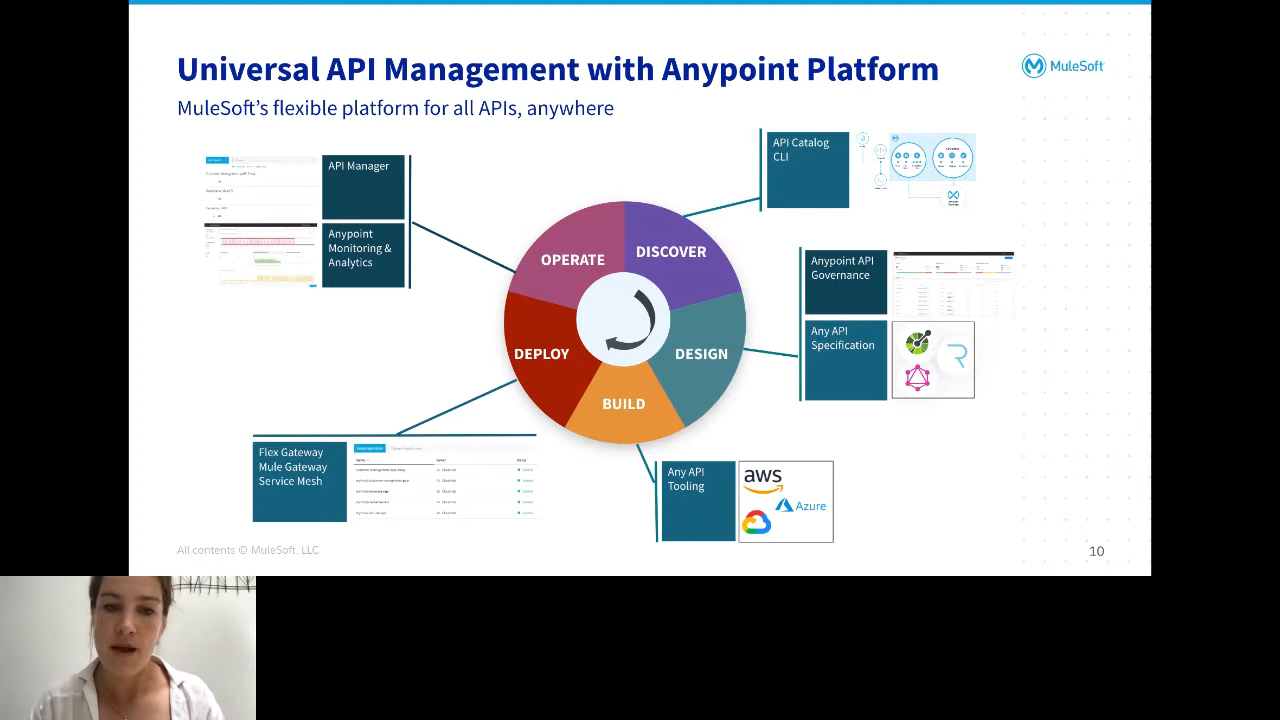 Universal API Management with Anypoint Platform
MuleSoft
MuleSoft's flexible platform for all APIs, anywhere
API Manager
Anypoint
Monitoring &
Analytics
API Catalog
CLI
OPERATE
DISCOVER
DEPLOY
DESIGN
BUILD
Anypoint API
Governance
Any API
Specification
Flex Gateway
Mule Gateway
Service Mesh
Any API
Tooling
aws
Azure
All contents © MuleSoft, LLC
10